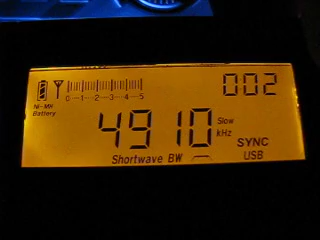 002
0--1--2--3--4--5
Ni-MH
Battery
4910 Slow
kHz
SYNC
Shortwave BW USB